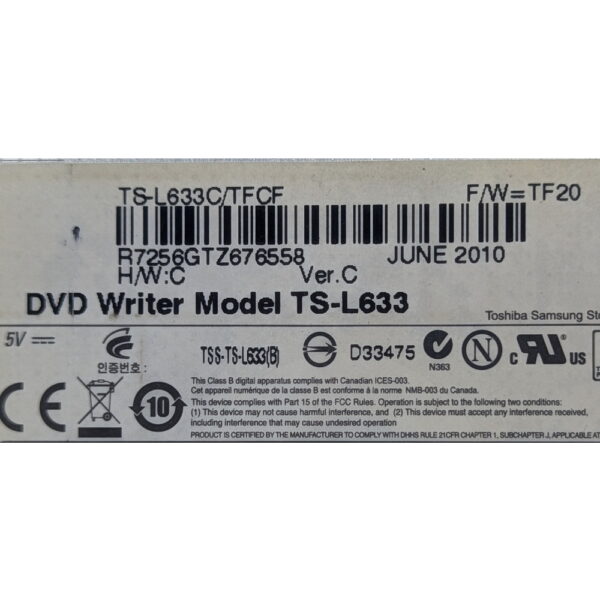 TS-L633C/TFCF F/W=TF20
R7256GTZ676558 JUNE 2010
H/W:C Ver.C
DVD Writer Model TS-L633
Toshiba Samsung Sto
5V
인증번호 : TSS-TS-L633(B) D33475 N363 N c RU us
CE 10
This Class B digital apparatus complies with Canadian ICES-003.
Cet appareil numérique de la classe B est conforme à la norme NMB-003 du Canada.
This device complies with Part 15 of the FCC Rules. Operation is subject to the following two conditions:
(1) This device may not cause harmful interference, and (2) This device must accept any interference received,
including interference that may cause undesired operation
PRODUCT IS CERTIFIED BY THE MANUFACTURER TO COMPLY WITH DHHS RULE 21CFR CHAPTER 1, SUBCHAPTER J, APPLICABLE AT